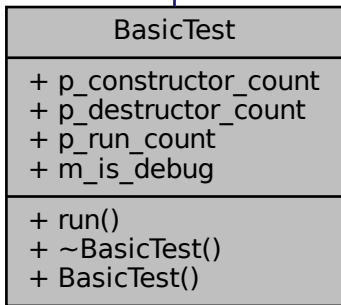 BasicTest
+ p_constructor_count
+ p_destructor_count
+ p_run_count
+ m_is_debug
+ run()
+ ~BasicTest()
+ BasicTest()